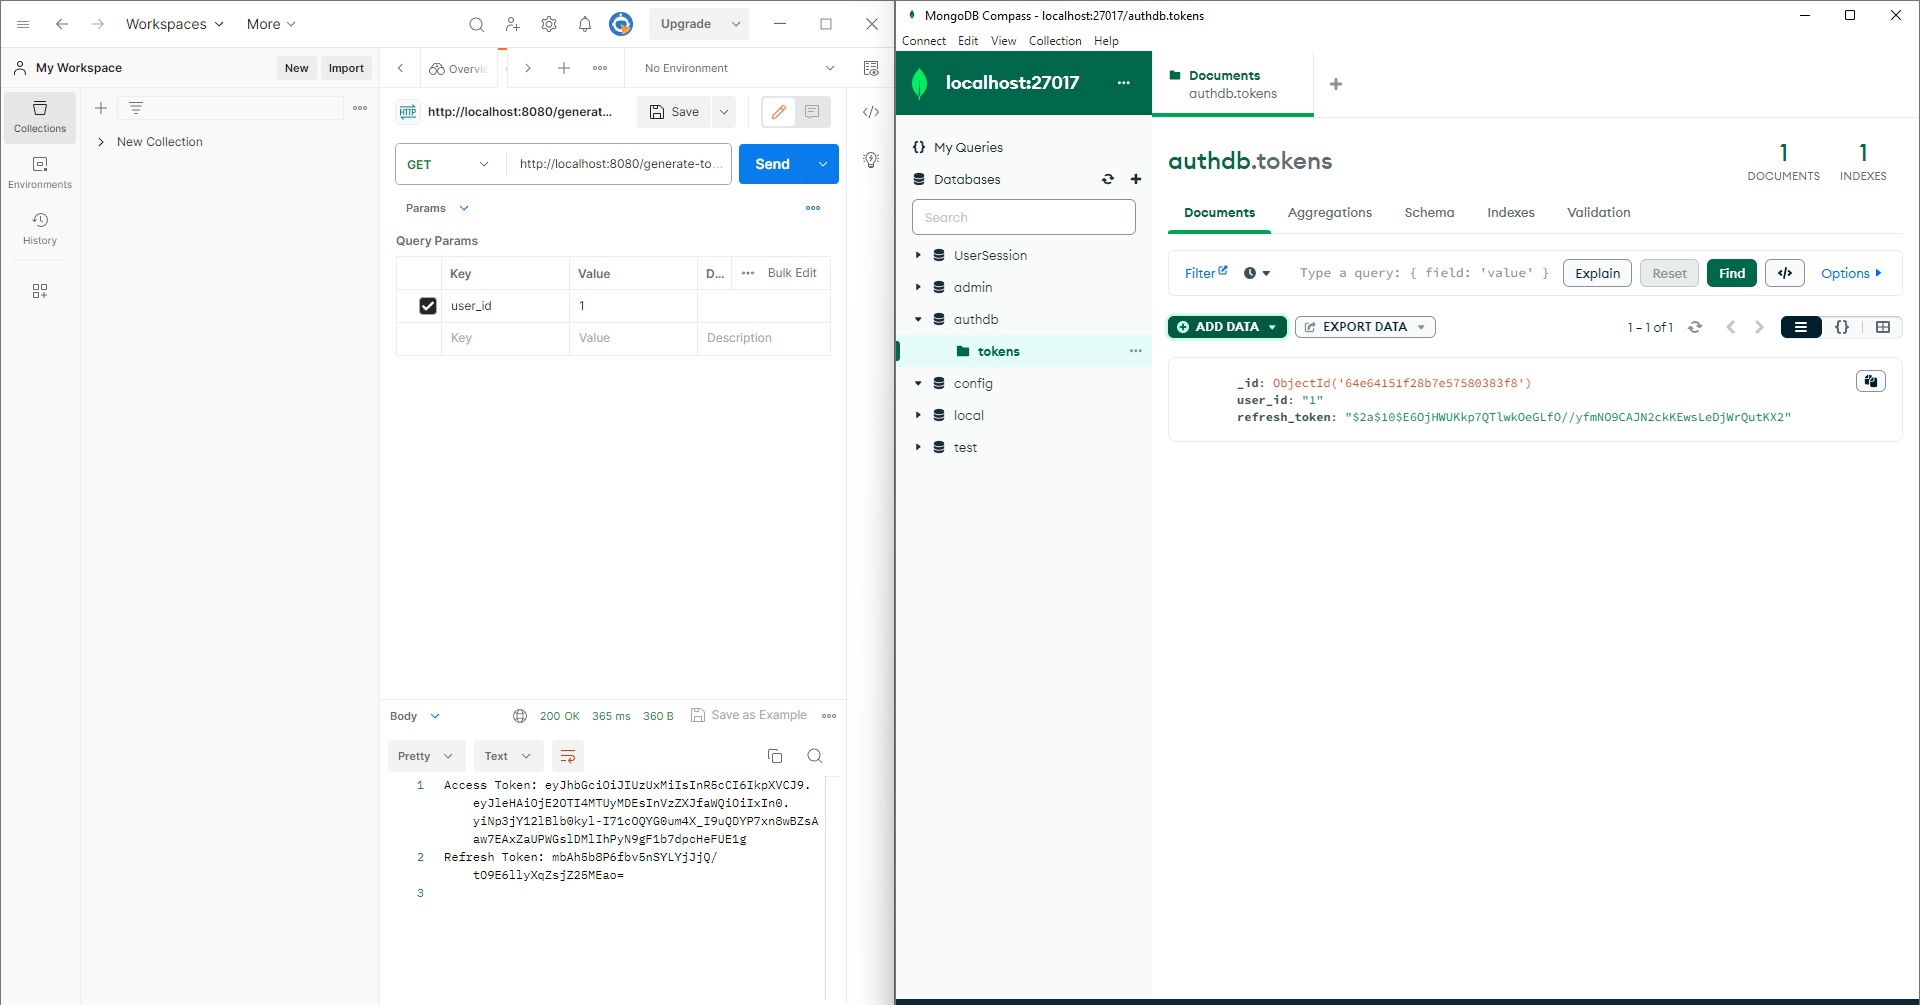 Workspaces
More
Upgrade
My Workspace
New
Import
Overvie
No Environment
Collections
Environments
History
New Collection
HTTP
http://localhost:8080/generat...
Save
GET
http://localhost:8080/generate-to...
Send
Params
Query Params
Key
Value
D...
Bulk Edit
user_id
1
Key
Value
Description
Body
200 OK
365 ms
360 B
Save as Example
Pretty
Text
1
Access Token: eyJhbGciOiJIUzUxMiIsInR5cCI6IkpXVCJ9.
eyJleHAiOjE2OTI4MTUyMDEsInVzZXJfaWQiOiIxIn0.
yiNp3jY12lBlb0kyl-I71cOQYG0um4X_I9uQDYP7xn8wBZsA
aw7EAxZaUPWGslDMlIhPyN9gF1b7dpcHeFUE1g
2
Refresh Token: mbAh5b8P6fbv5nSYLYjJjQ/
tO9E6llyXqZsjZ25MEao=
3
MongoDB Compass - localhost:27017/authdb.tokens
Connect
Edit
View
Collection
Help
localhost:27017
Documents
authdb.tokens
{} My Queries
Databases
Search
UserSession
admin
authdb
tokens
config
local
test
authdb.tokens
1
DOCUMENTS
1
INDEXES
Documents
Aggregations
Schema
Indexes
Validation
Filter
Type a query: { field: 'value' }
Explain
Reset
Find
</>
Options
ADD DATA
EXPORT DATA
1 – 1 of 1
{}
_id: ObjectId('64e64151f28b7e57580383f8')
user_id: "1"
refresh_token: "$2a$10$E6OjHWUKkp7QTlwkOeGLfO//yfmNO9CAJN2ckKEwsLeDjWrQutKX2"